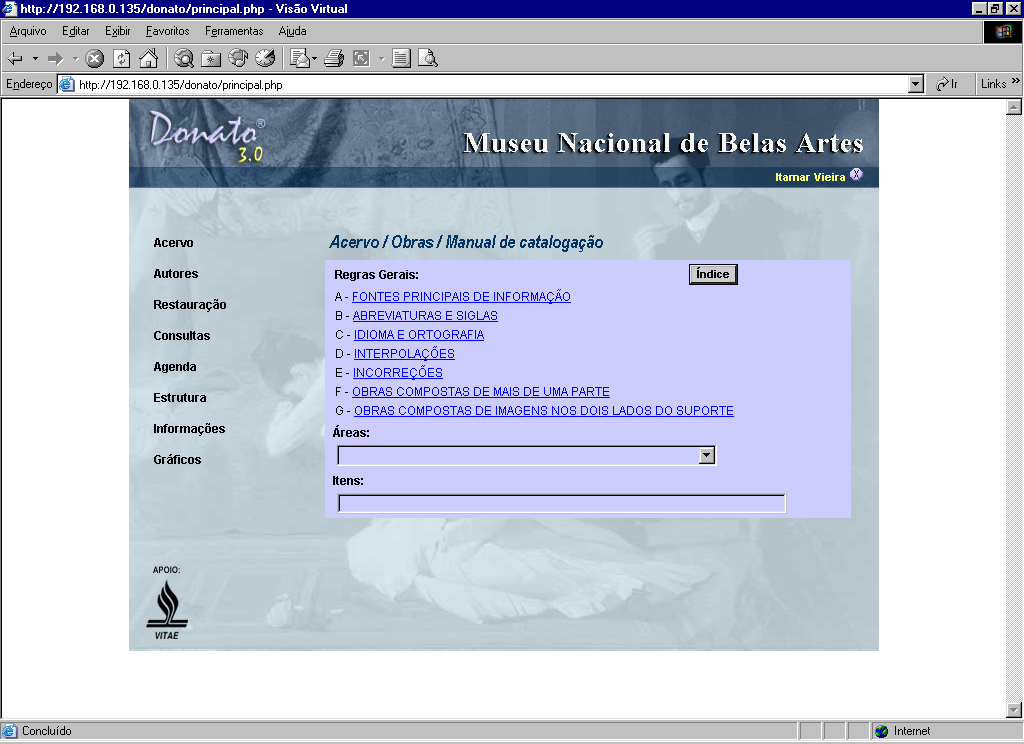 http://192.168.0.135/donato/principal.php - Visão Virtual
Arquivo Editar Exibir Favoritos Ferramentas Ajuda
Endereço http://192.168.0.135/donato/principal.php Ir Links »
Donato®
3.0
Museu Nacional de Belas Artes
Itamar Vieira X
Acervo
Autores
Restauração
Consultas
Agenda
Estrutura
Informações
Gráficos
Acervo / Obras / Manual de catalogação
Regras Gerais: Índice
A - FONTES PRINCIPAIS DE INFORMAÇÃO
B - ABREVIATURAS E SIGLAS
C - IDIOMA E ORTOGRAFIA
D - INTERPOLAÇÕES
E - INCORREÇÕES
F - OBRAS COMPOSTAS DE MAIS DE UMA PARTE
G - OBRAS COMPOSTAS DE IMAGENS NOS DOIS LADOS DO SUPORTE
Áreas:
Itens:
APOIO:
VITAE
Concluído Internet